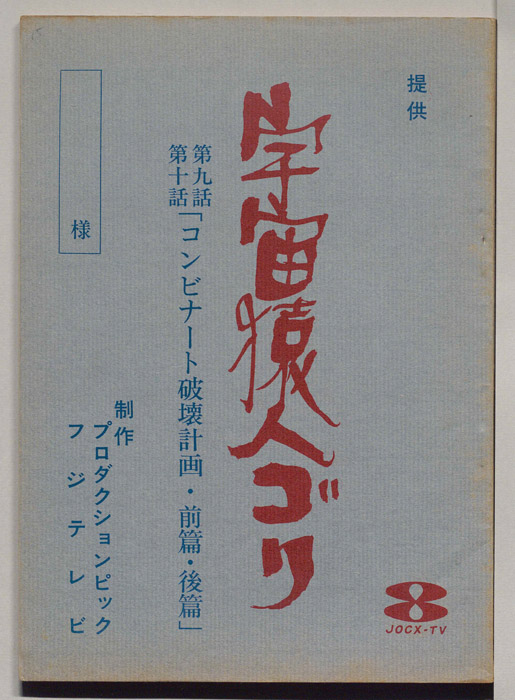 提供
宇宙猿人ゴリ
第九話
第十話
「コンビナート破壊計画・前篇・後篇」
制作
プロダクションピック
フジテレビ
様
8
JOCX-TV